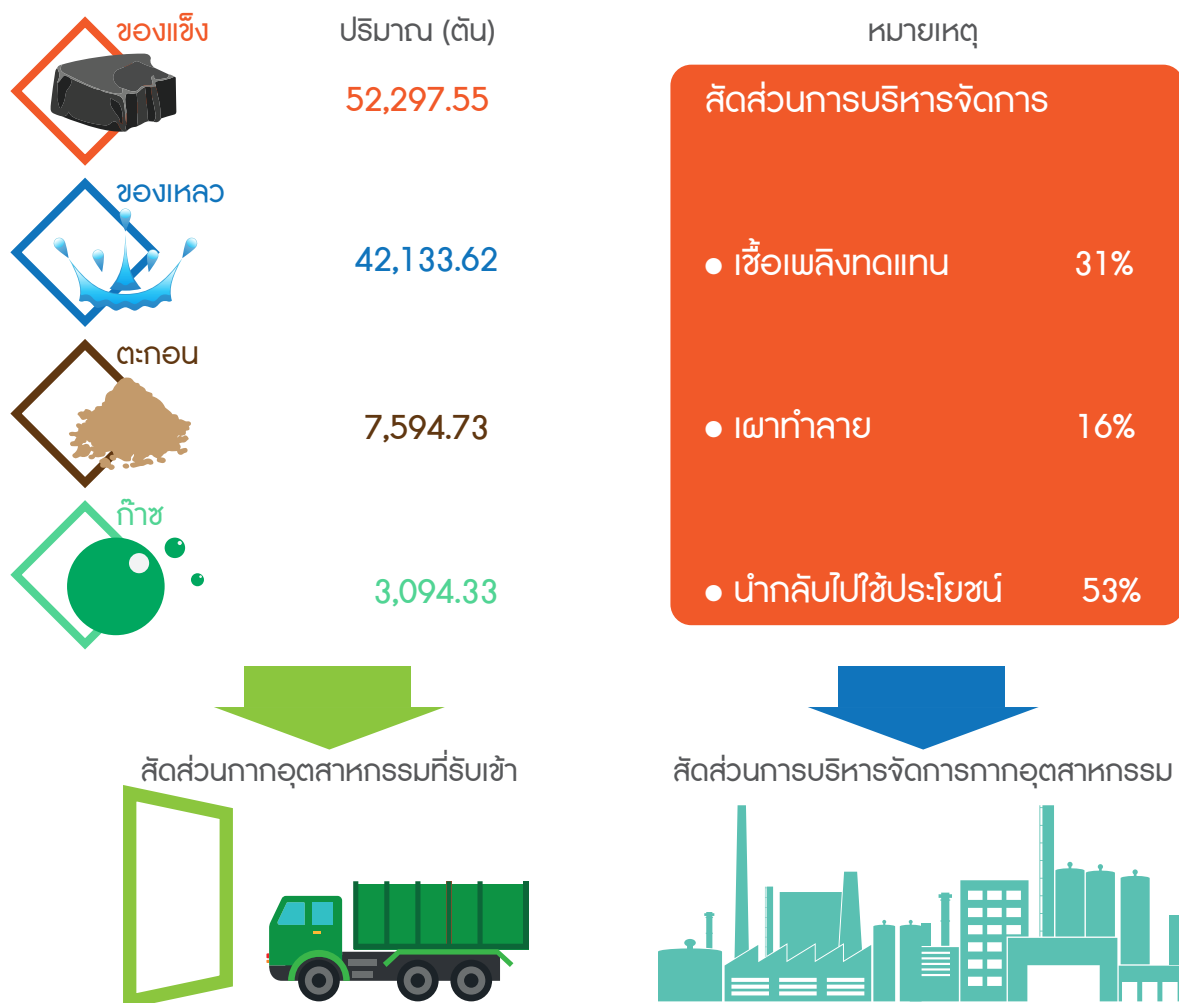 ของแข็ง ปริมาณ (ตัน) หมายเหตุ
52,297.55 สัดส่วนการบริหารจัดการ
ของเหลว
42,133.62 ● เชื้อเพลิงทดแทน 31%
ตะกอน
7,594.73 ● เผาทำลาย 16%
ก๊าซ
3,094.33 ● นำกลับไปใช้ประโยชน์ 53%
สัดส่วนกากอุตสาหกรรมที่รับเข้า สัดส่วนการบริหารจัดการกากอุตสาหกรรม